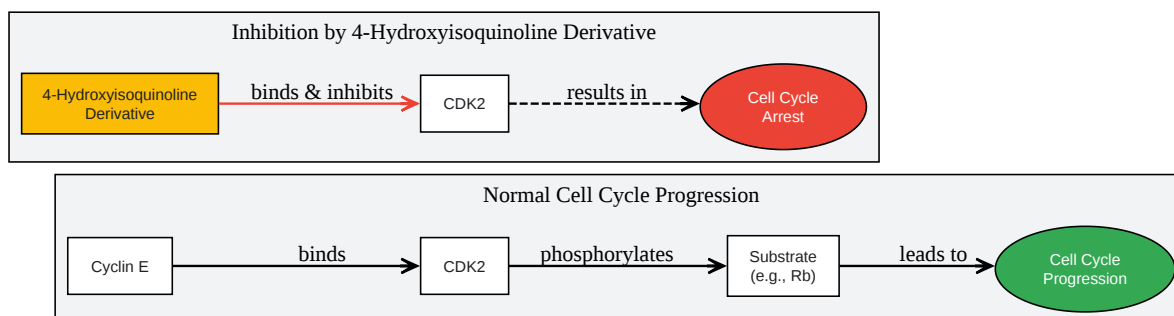 Inhibition by 4-Hydroxyisoquinoline Derivative
4-Hydroxyisoquinoline
Derivative
binds & inhibits
CDK2
results in
Cell Cycle
Arrest
Normal Cell Cycle Progression
Cyclin E
binds
CDK2
phosphorylates
Substrate
(e.g., Rb)
leads to
Cell Cycle
Progression